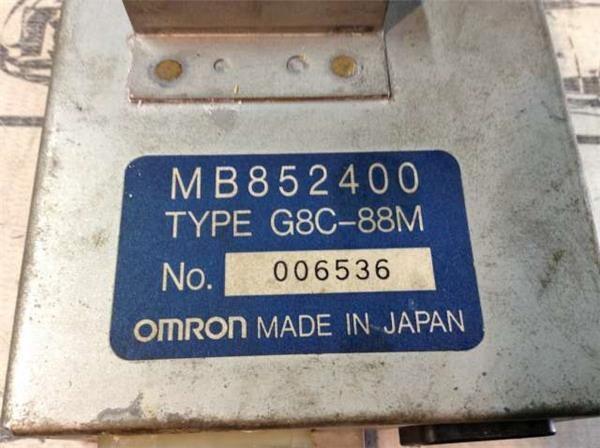 MB852400
TYPE G8C-88M
No. 006536
omron MADE IN JAPAN